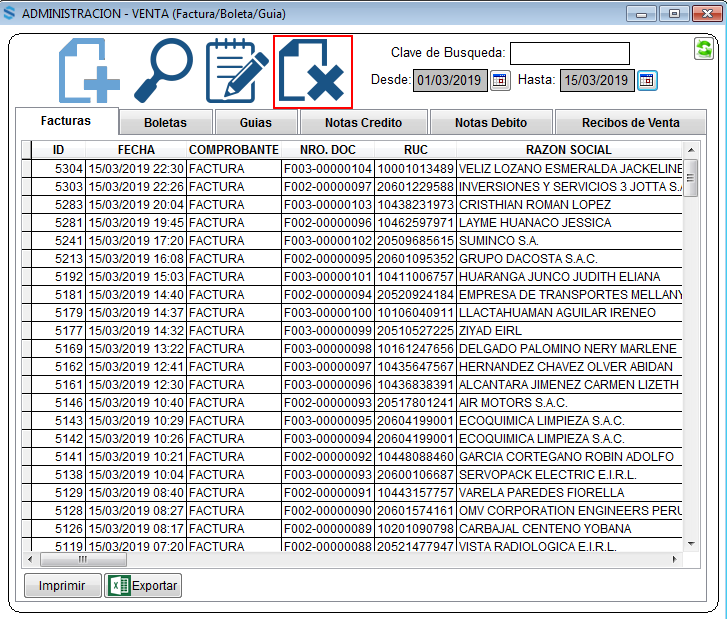 ADMINISTRACION - VENTA (Factura/Boleta/Guia)
Clave de Busqueda:
Desde: 01/03/2019 Hasta: 15/03/2019
Facturas Boletas Guias Notas Credito Notas Debito Recibos de Venta
ID FECHA COMPROBANTE NRO. DOC RUC RAZON SOCIAL
5304 15/03/2019 22:30 FACTURA F003-00000104 10001013489 VELIZ LOZANO ESMERALDA JACKELINE
5303 15/03/2019 22:26 FACTURA F002-00000097 20601229588 INVERSIONES Y SERVICIOS 3 JOTTA S.A
5283 15/03/2019 20:04 FACTURA F003-00000103 10438231973 CRISTHIAN ROMAN LOPEZ
5281 15/03/2019 19:45 FACTURA F002-00000096 10462597971 LAYME HUANACO JESSICA
5241 15/03/2019 17:20 FACTURA F003-00000102 20509685615 SUMINCO S.A.
5213 15/03/2019 16:08 FACTURA F002-00000095 20601095352 GRUPO DACOSTA S.A.C.
5192 15/03/2019 15:03 FACTURA F003-00000101 10411006757 HUARANGA JUNCO JUDITH ELIANA
5181 15/03/2019 14:40 FACTURA F002-00000094 20520924184 EMPRESA DE TRANSPORTES MELLANY
5179 15/03/2019 14:37 FACTURA F003-00000100 10106040911 LLACTAHUAMAN AGUILAR IRENEO
5177 15/03/2019 14:32 FACTURA F003-00000099 20510527225 ZIYAD EIRL
5169 15/03/2019 13:22 FACTURA F003-00000098 10161247656 DELGADO PALOMINO NERY MARLENE
5162 15/03/2019 12:41 FACTURA F003-00000097 10435647567 HERNANDEZ CHAVEZ OLVER ABIDAN
5161 15/03/2019 12:30 FACTURA F003-00000096 10436838391 ALCANTARA JIMENEZ CARMEN LIZETH
5146 15/03/2019 10:40 FACTURA F002-00000093 20517801241 AIR MOTORS S.A.C.
5143 15/03/2019 10:29 FACTURA F003-00000095 20604199001 ECOQUIMICA LIMPIEZA S.A.C.
5142 15/03/2019 10:26 FACTURA F003-00000094 20604199001 ECOQUIMICA LIMPIEZA S.A.C.
5141 15/03/2019 10:21 FACTURA F002-00000092 10448088460 GARCIA CORTEGANO ROBIN ADOLFO
5138 15/03/2019 10:04 FACTURA F003-00000093 20600106687 SERVOPACK ELECTRIC E.I.R.L.
5129 15/03/2019 08:40 FACTURA F002-00000091 10443157757 VARELA PAREDES FIORELLA
5128 15/03/2019 08:27 FACTURA F002-00000090 20601574161 OMV CORPORATION ENGINEERS PERU
5126 15/03/2019 08:17 FACTURA F002-00000089 10201090798 CARBAJAL CENTENO YOBANA
5119 15/03/2019 07:20 FACTURA F002-00000088 20521477947 VISTA RADIOLOGICA E.I.R.L.
Imprimir Exportar